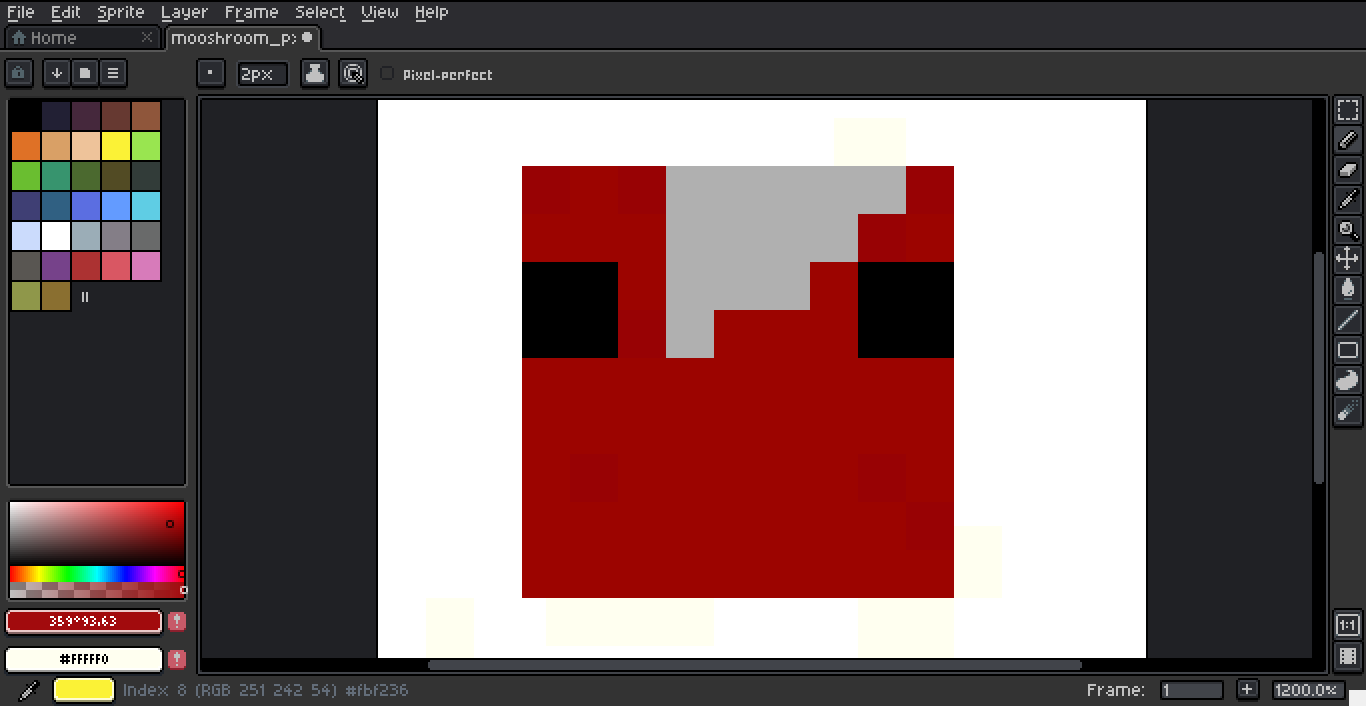 File Edit Sprite Layer Frame Select View Help
Home mooshroom_p
2px Pixel-perfect
359°93.63
#FFFFF0
1:1
Index 8 (RGB 251 242 54) #fbf236 Frame: 1 1200.0%